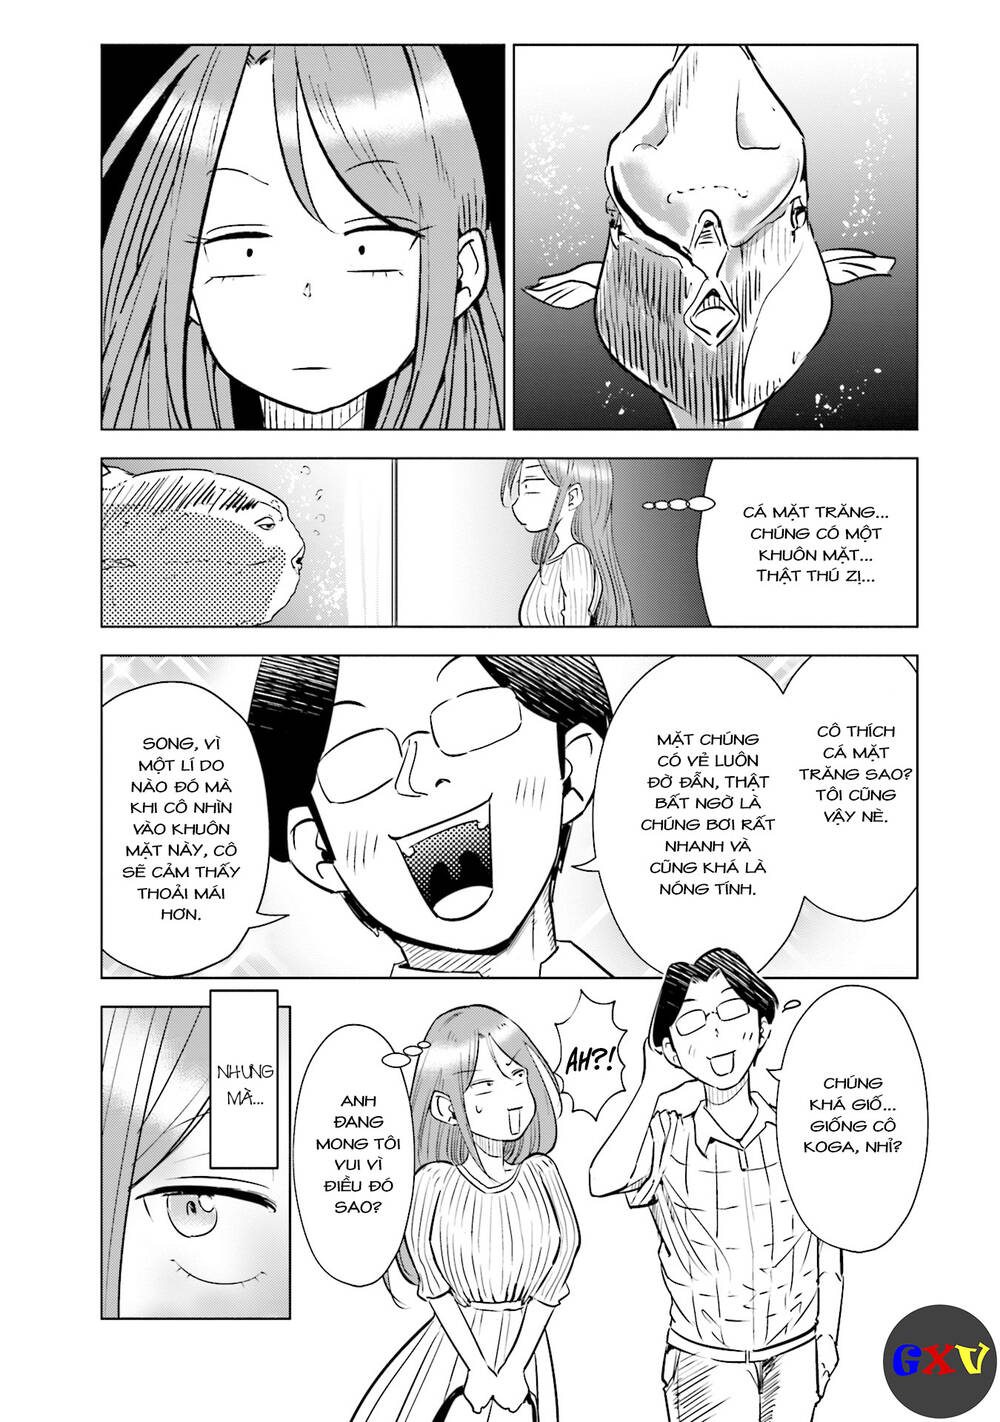 CÁ MẶT TRĂNG...
CHÚNG CÓ MỘT
KHUÔN MẶT...
THẬT THÚ ZỊ...
CÔ THÍCH
CÁ MẶT
TRĂNG SAO?
TÔI CŨNG
VẬY NÈ.
MẶT CHÚNG
CÓ VẺ LUÔN
ĐỜ ĐẪN, THẬT
BẤT NGỜ LÀ
CHÚNG BƠI RẤT
NHANH VÀ
CŨNG KHÁ LÀ
NÓNG TÍNH.
SONG, VÌ
MỘT LÍ DO
NÀO ĐÓ MÀ
KHI CÔ NHÌN
VÀO KHUÔN
MẶT NÀY, CÔ
SẼ CẢM THẤY
THOẢI MÁI
HƠN.
CHÚNG
KHÁ GIỐ...
GIỐNG CÔ
KOGA, NHỈ?
AH?!
ANH
ĐANG
MONG TÔI
VUI VÌ
ĐIỀU ĐÓ
SAO?
NHƯNG
MÀ...
GXV